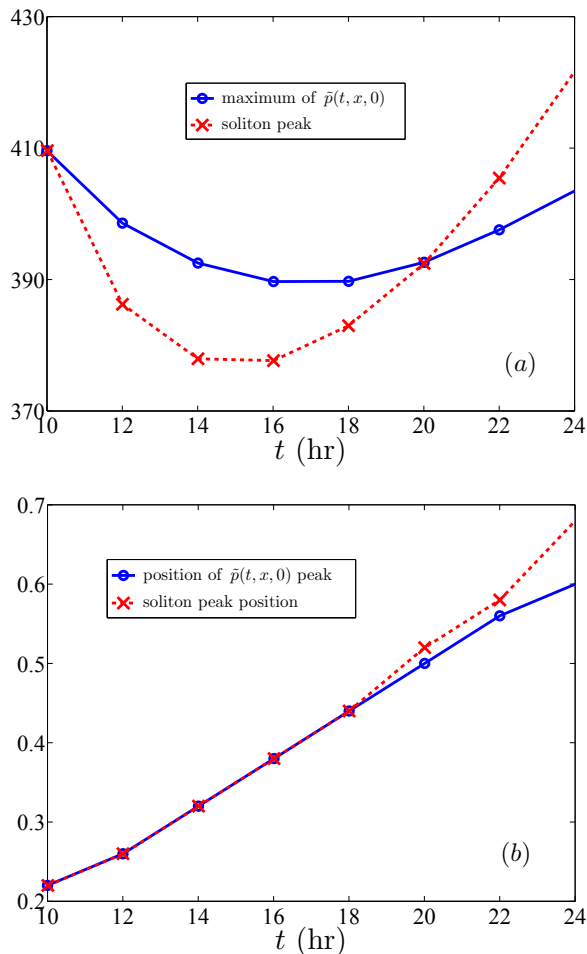 430
maximum of p̃(t, x, 0)
soliton peak
410
390
(a)
370
10 12 14 16 18 20 22 24
t (hr)
0.7
position of p̃(t, x, 0) peak
soliton peak position
0.6
0.5
0.4
0.3
(b)
0.2
10 12 14 16 18 20 22 24
t (hr)